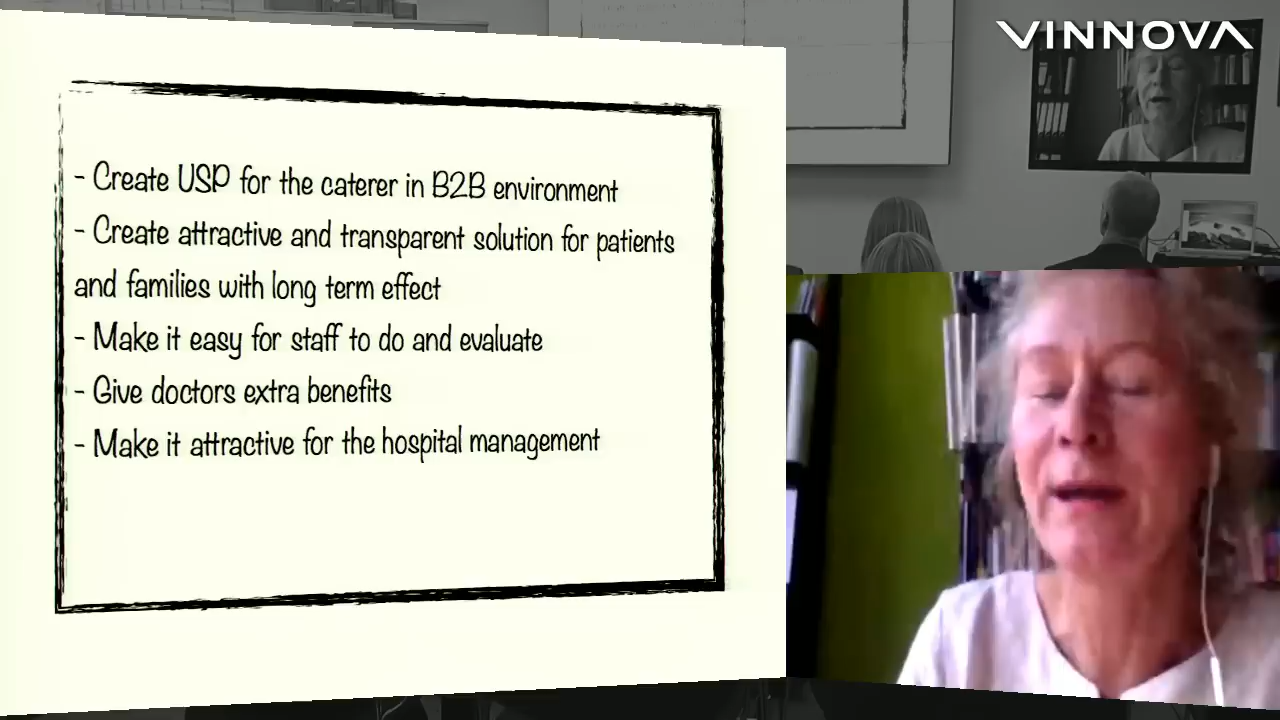 VINNOVA
- Create USP for the caterer in B2B environment
- Create attractive and transparent solution for patients
and families with long term effect
- Make it easy for staff to do and evaluate
- Give doctors extra benefits
- Make it attractive for the hospital management